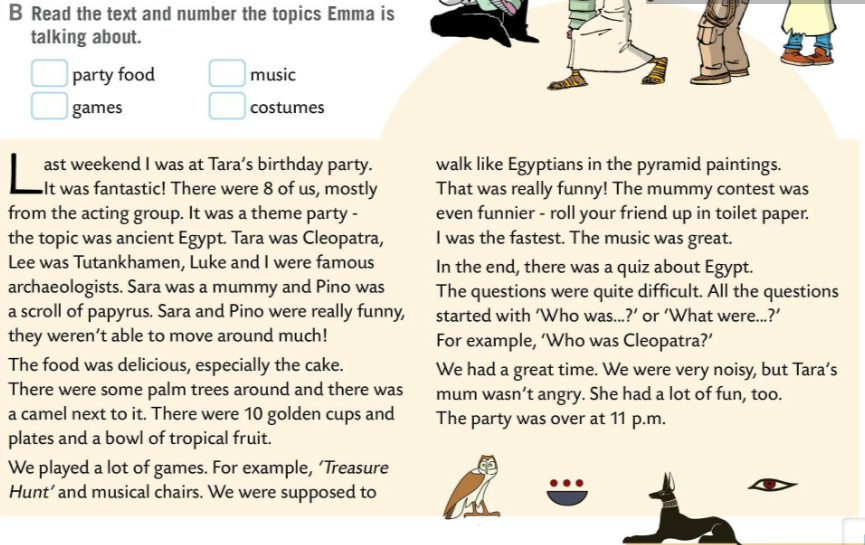 B Read the text and number the topics Emma is
talking about.
party food
music
games
costumes
Last weekend I was at Tara's birthday party.
It was fantastic! There were 8 of us, mostly
from the acting group. It was a theme party -
the topic was ancient Egypt. Tara was Cleopatra,
Lee was Tutankhamen, Luke and I were famous
archaeologists. Sara was a mummy and Pino was
a scroll of papyrus. Sara and Pino were really funny,
they weren't able to move around much!
The food was delicious, especially the cake.
There were some palm trees around and there was
a camel next to it. There were 10 golden cups and
plates and a bowl of tropical fruit.
We played a lot of games. For example, 'Treasure
Hunt' and musical chairs. We were supposed to
walk like Egyptians in the pyramid paintings.
That was really funny! The mummy contest was
even funnier - roll your friend up in toilet paper.
I was the fastest. The music was great.
In the end, there was a quiz about Egypt.
The questions were quite difficult. All the questions
started with 'Who was...?' or 'What were...?'
For example, 'Who was Cleopatra?'
We had a great time. We were very noisy, but Tara's
mum wasn't angry. She had a lot of fun, too.
The party was over at 11 p.m.